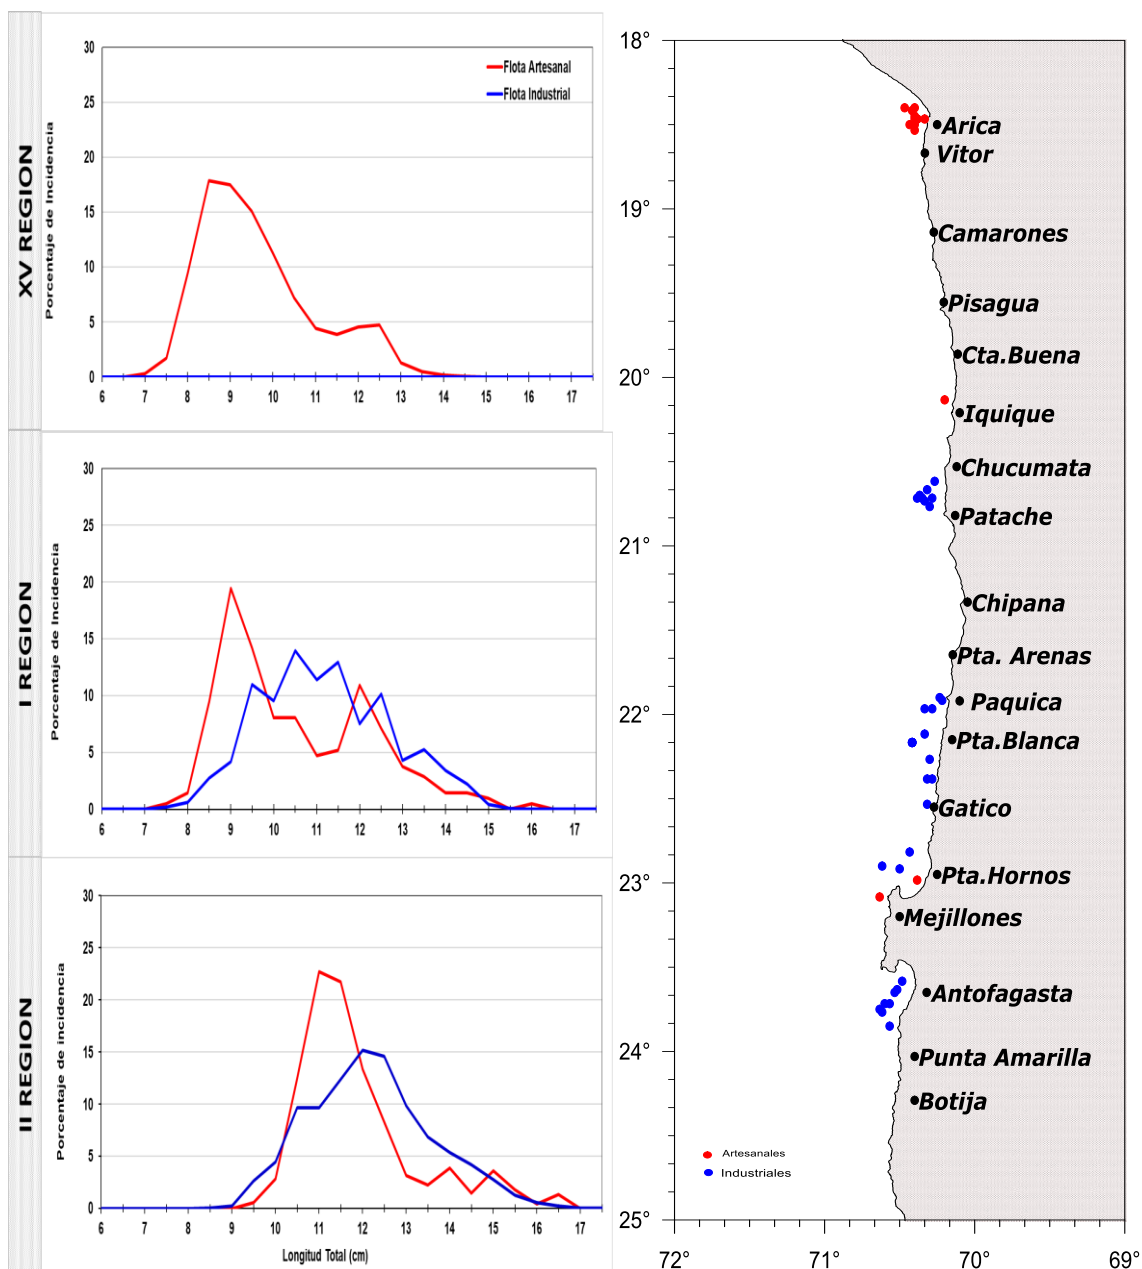 XV REGION
Porcentaje de Incidencia
30
25
20
15
10
5
0
6 7 8 9 10 11 12 13 14 15 16 17
Flota Artesanal
Flota Industrial
I REGION
Porcentaje de Incidencia
30
25
20
15
10
5
0
6 7 8 9 10 11 12 13 14 15 16 17
II REGION
Porcentaje de incidencia
30
25
20
15
10
5
0
6 7 8 9 10 11 12 13 14 15 16 17
Longitud Total (cm)
18°
19°
20°
21°
22°
23°
24°
25°
72° 71° 70° 69°
Arica
Vitor
Camarones
Pisagua
Cta.Buena
Iquique
Chucumata
Patache
Chipana
Pta. Arenas
Paquica
Pta.Blanca
Gatico
Pta.Hornos
Mejillones
Antofagasta
Punta Amarilla
Botija
Artesanales
Industriales